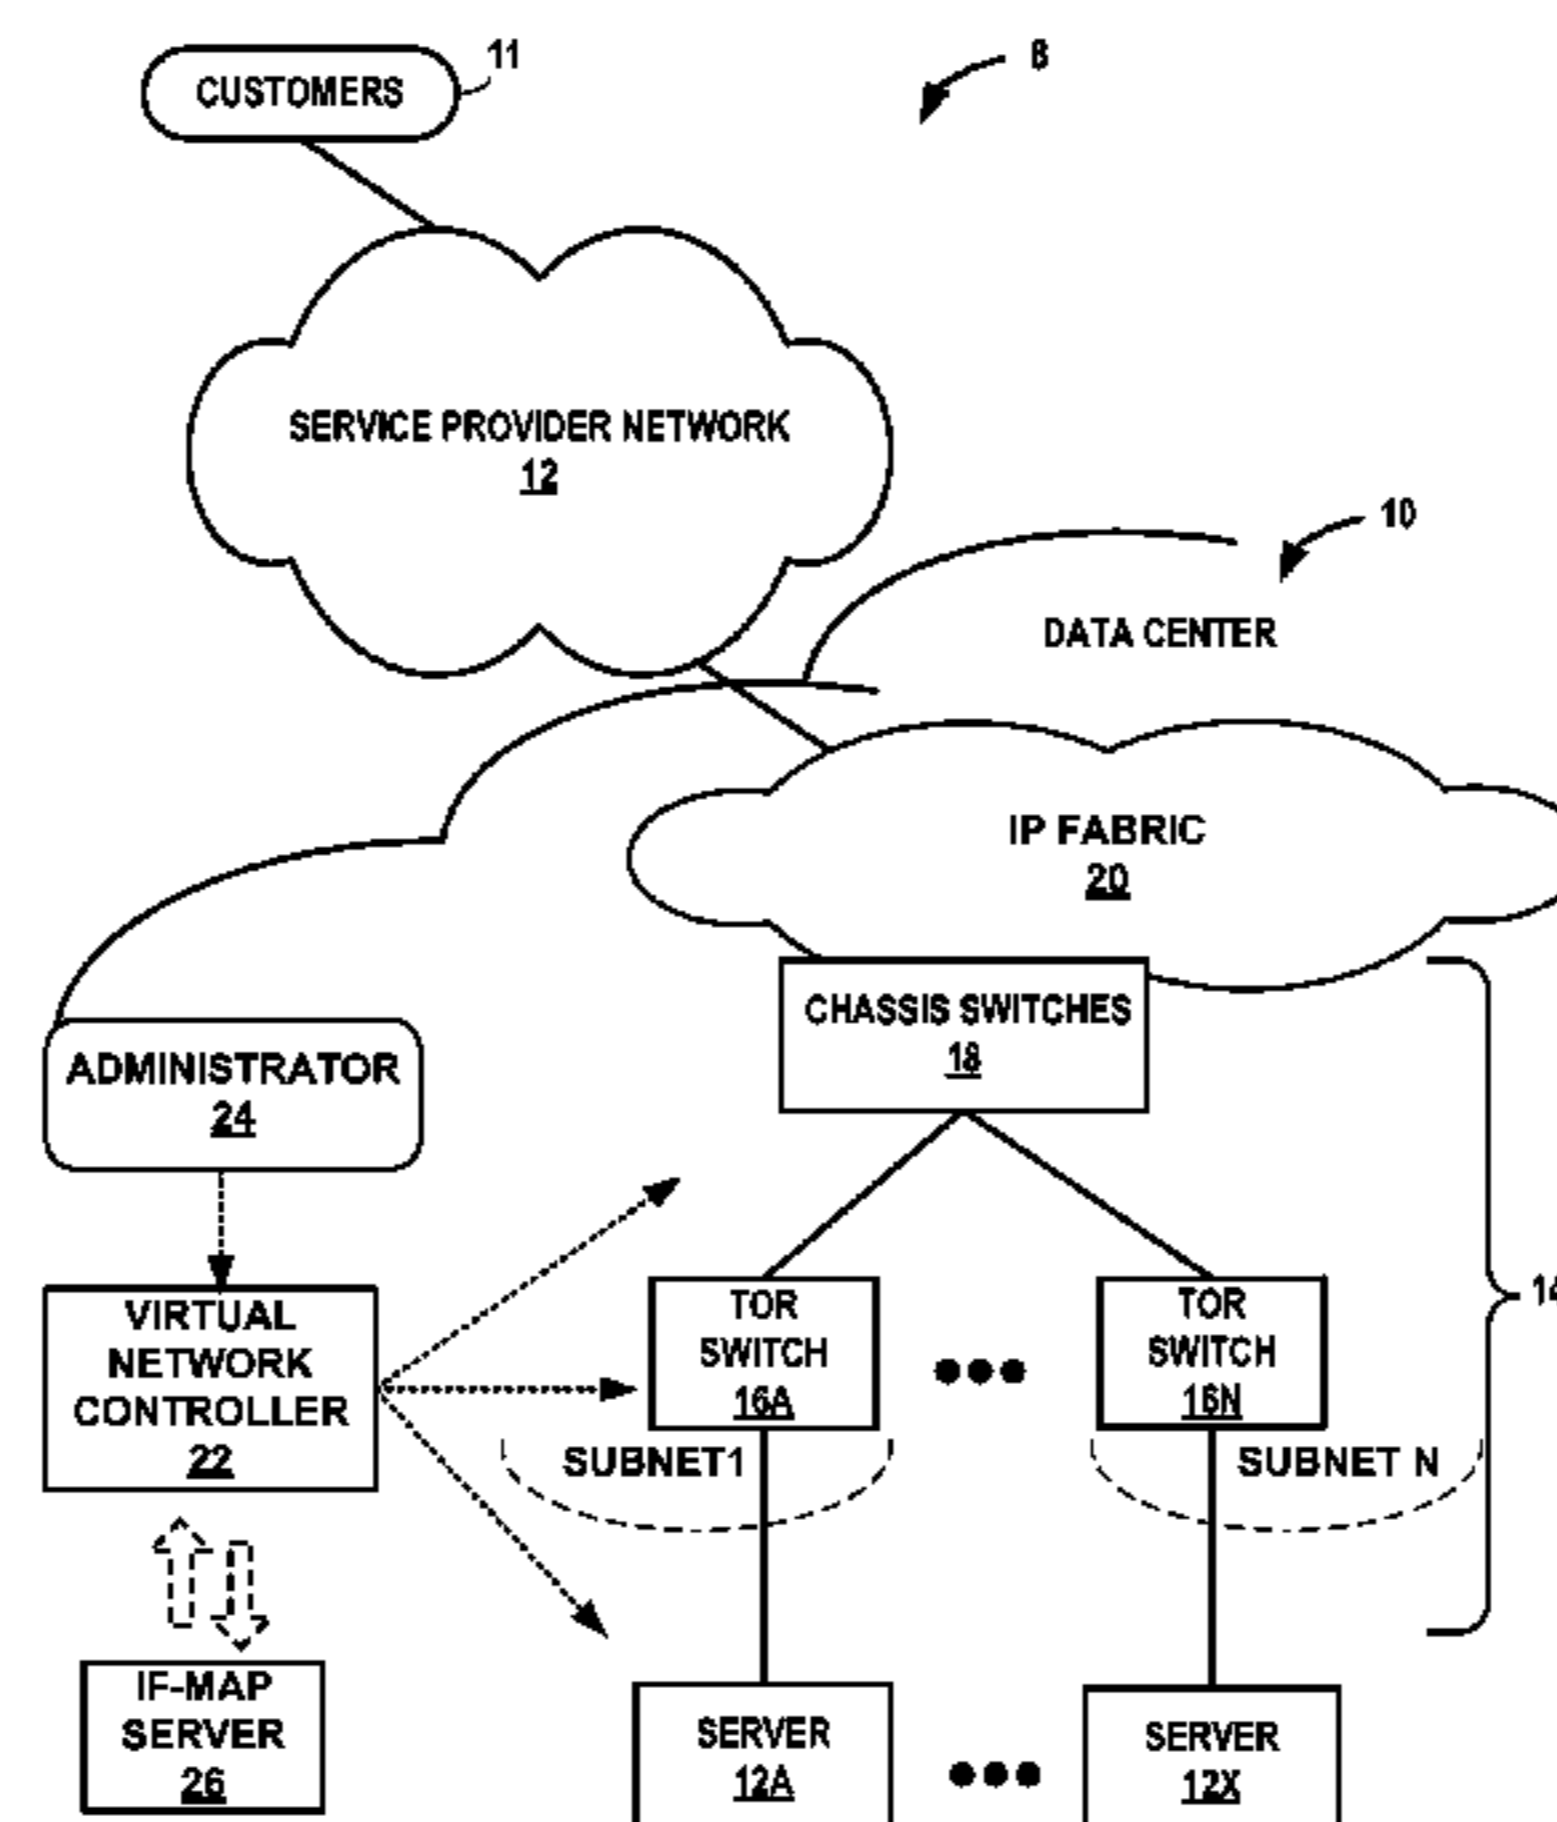 11
CUSTOMERS
8
SERVICE PROVIDER NETWORK
12
10
DATA CENTER
IP FABRIC
20
CHASSIS SWITCHES
18
ADMINISTRATOR
24
VIRTUAL
NETWORK
CONTROLLER
22
TOR
SWITCH
16A
TOR
SWITCH
16N
14
SUBNET1
SUBNET N
IF-MAP
SERVER
26
SERVER
12A
SERVER
12X